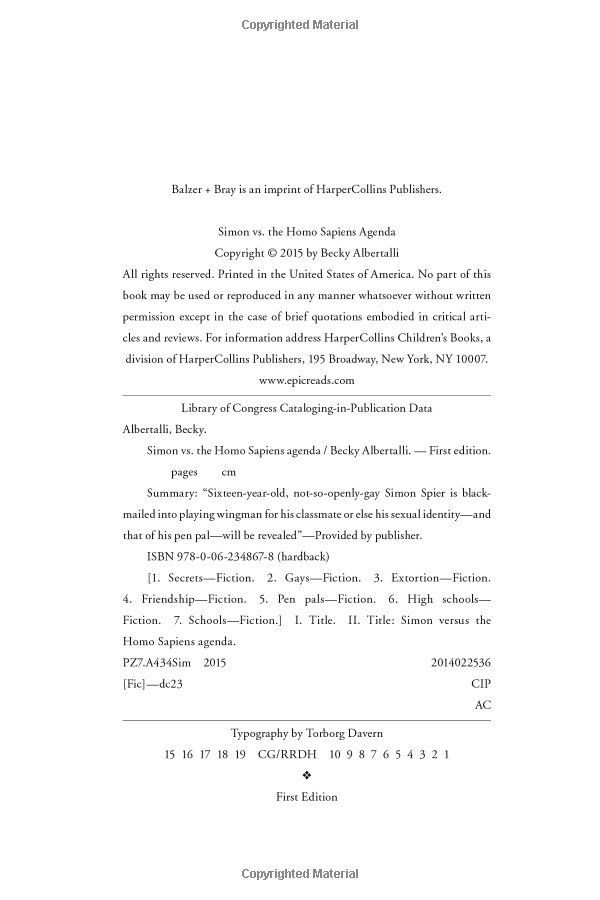 Copyrighted Material
Balzer + Bray is an imprint of HarperCollins Publishers.
Simon vs. the Homo Sapiens Agenda
Copyright © 2015 by Becky Albertalli
All rights reserved. Printed in the United States of America. No part of this
book may be used or reproduced in any manner whatsoever without written
permission except in the case of brief quotations embodied in critical arti-
cles and reviews. For information address HarperCollins Children's Books, a
division of HarperCollins Publishers, 195 Broadway, New York, NY 10007.
www.epicreads.com
Library of Congress Cataloging-in-Publication Data
Albertalli, Becky.
Simon vs. the Homo Sapiens agenda / Becky Albertalli. — First edition.
pages cm
Summary: “Sixteen-year-old, not-so-openly-gay Simon Spier is black-
mailed into playing wingman for his classmate or else his sexual identity—and
that of his pen pal—will be revealed”—Provided by publisher.
ISBN 978-0-06-234867-8 (hardback)
[1. Secrets—Fiction. 2. Gays—Fiction. 3. Extortion—Fiction.
4. Friendship—Fiction. 5. Pen pals—Fiction. 6. High schools—
Fiction. 7. Schools—Fiction.] I. Title. II. Title: Simon versus the
Homo Sapiens agenda.
PZ7.A434Sim 2015 2014022536
[Fic]—dc23 CIP
AC
Typography by Torborg Davern
15 16 17 18 19 CG/RRDH 10 9 8 7 6 5 4 3 2 1
❖
First Edition
Copyrighted Material